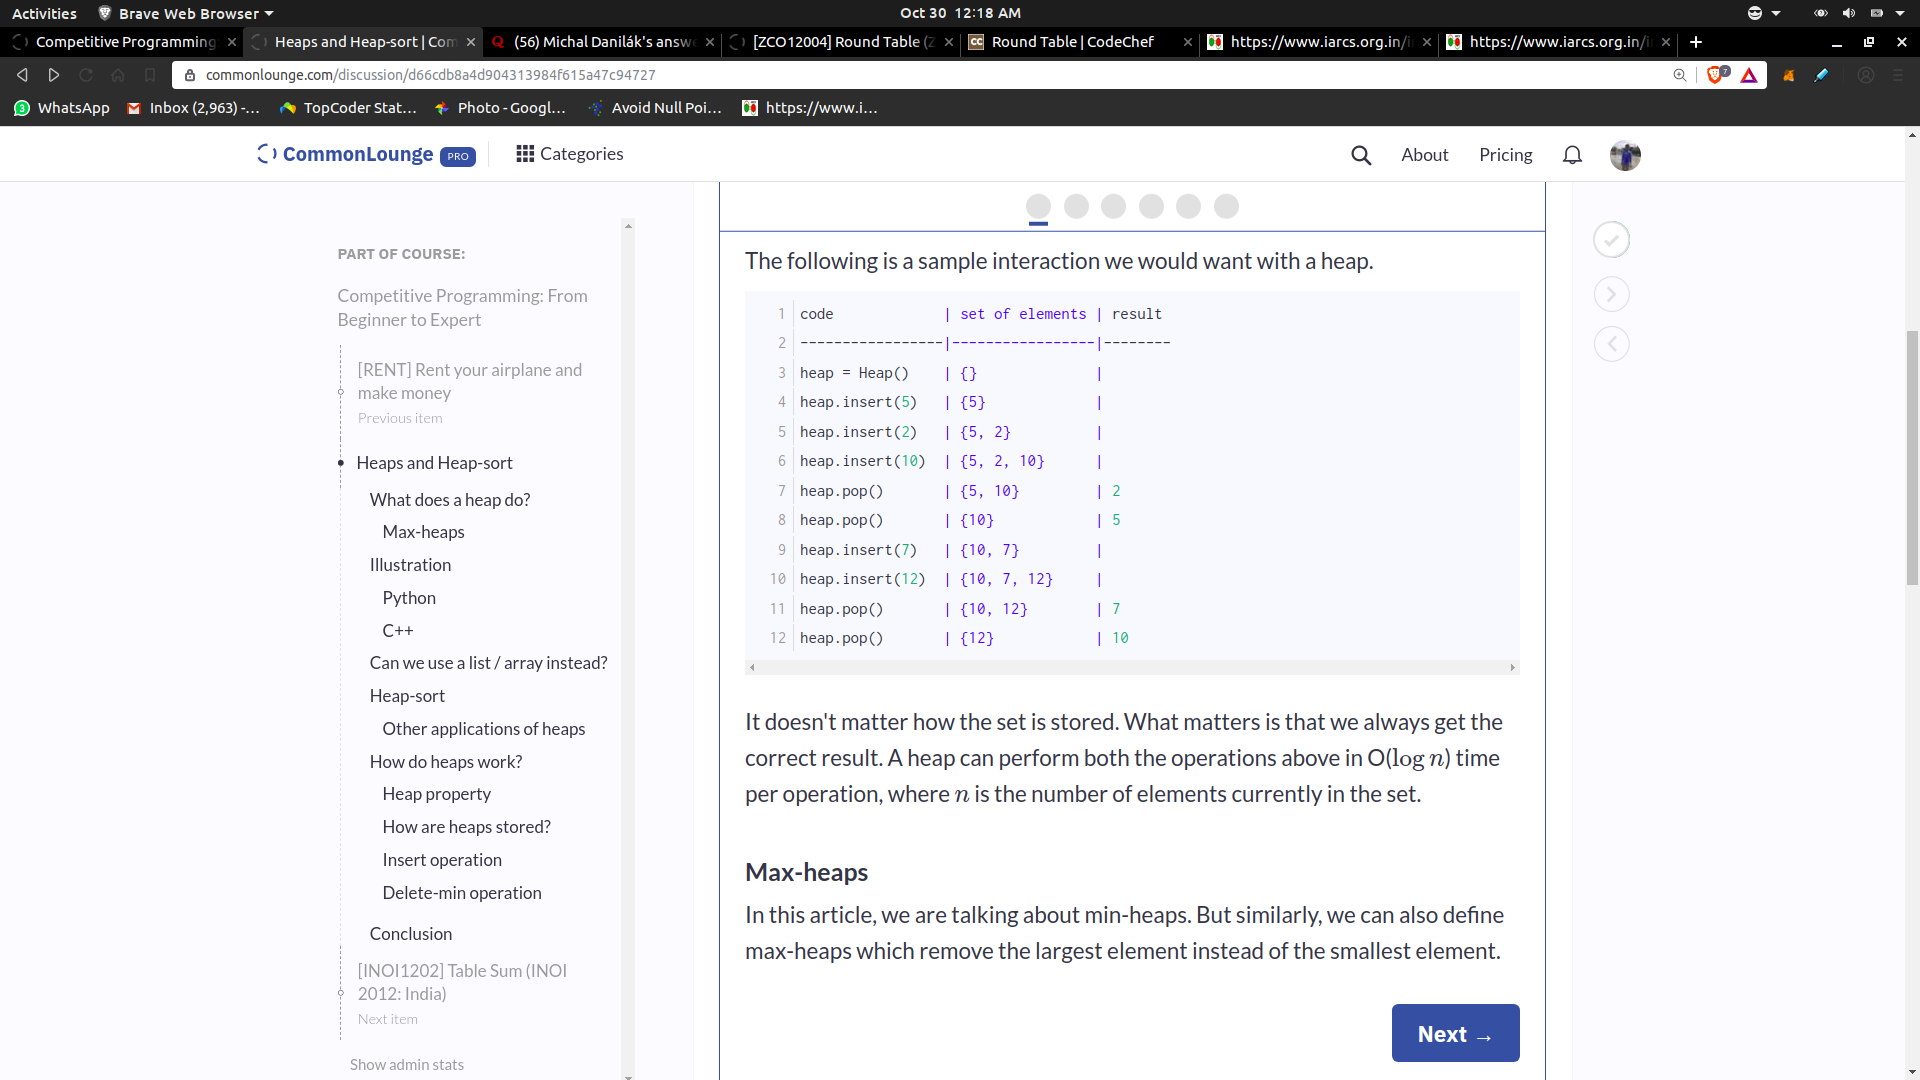 Activities Brave Web Browser Oct 30 12:18 AM
Competitive Programming Heaps and Heap-sort | Com (56) Michal Danilák's answ [ZCO12004] Round Table (Z Round Table | CodeChef https://www.iarcs.org.in/i https://www.iarcs.org.in/i
commonlounge.com/discussion/d66cdb8a4d904313984f615a47c94727 7
WhatsApp Inbox (2,963) -... TopCoder Stat... Photo - Googl... Avoid Null Poi... https://www.i...
CommonLounge PRO Categories About Pricing
PART OF COURSE:
Competitive Programming: From
Beginner to Expert
[RENT] Rent your airplane and
make money
Previous item
Heaps and Heap-sort
What does a heap do?
Max-heaps
Illustration
Python
C++
Can we use a list / array instead?
Heap-sort
Other applications of heaps
How do heaps work?
Heap property
How are heaps stored?
Insert operation
Delete-min operation
Conclusion
[INOI1202] Table Sum (INOI
2012: India)
Next item
Show admin stats
The following is a sample interaction we would want with a heap.
1 code | set of elements | result
2 -----------------|-----------------|--------
3 heap = Heap() | {} |
4 heap.insert(5) | {5} |
5 heap.insert(2) | {5, 2} |
6 heap.insert(10) | {5, 2, 10} |
7 heap.pop() | {5, 10} | 2
8 heap.pop() | {10} | 5
9 heap.insert(7) | {10, 7} |
10 heap.insert(12) | {10, 7, 12} |
11 heap.pop() | {10, 12} | 7
12 heap.pop() | {12} | 10
It doesn't matter how the set is stored. What matters is that we always get the
correct result. A heap can perform both the operations above in O(log n) time
per operation, where n is the number of elements currently in the set.
Max-heaps
In this article, we are talking about min-heaps. But similarly, we can also define
max-heaps which remove the largest element instead of the smallest element.
Next →